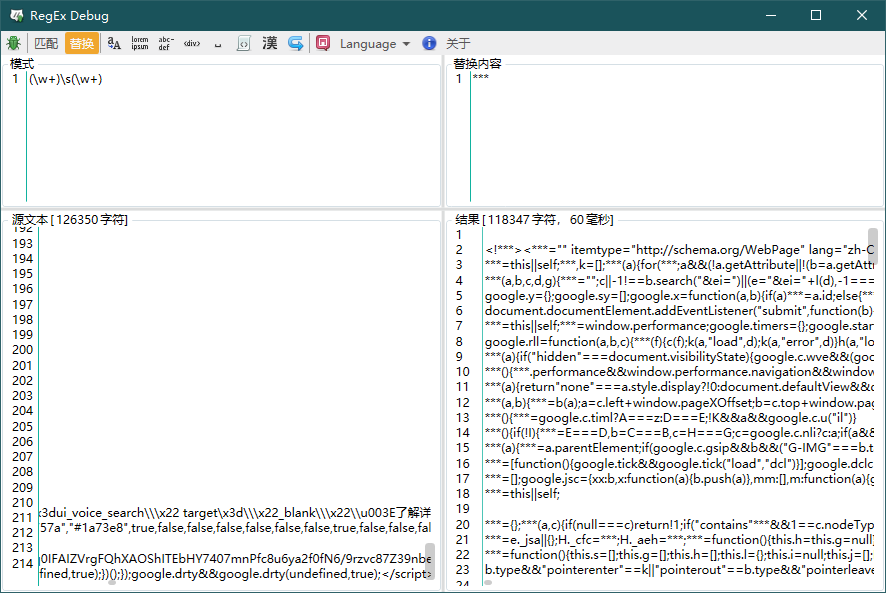 RegEx Debug
匹配 替换 aA lorem ipsum abc- def <div> 漢 Language 关于
模式
1 (\w+)\s(\w+)
替换内容
1 ***
源文本 [126350 字符]
192
193
194
195
196
197
198
199
200
201
202
203
204
205
206
207
208
209
210
211 ‹3dui_voice_search\\\x22 target\x3d\\\x22_blank\\\x22\\u003E了解详
212 57a","#1a73e8",true,false,false,false,false,false,true,false,false,fal
213
214 0IFAIZVrgFQhXAOShITEbHY7407mnPfc8u6ya2f0fN6/9rzvc87Z39nbe
fined,true);})();});google.drty&&google.drty(undefined,true);</script>
结果 [118347 字符，60 毫秒]
1
2 <!***><***="" itemtype="http://schema.org/WebPage" lang="zh-C
3 ***=this||self;***,k=[];***(a){for(***;a&&(!a.getAttribute||!(b=a.getAttr
4 ***(a,b,c,d,g){***="";c||-1!==b.search("&ei=")||(e="&ei="+l(d),-1===
5 google.y={};google.sy=[];google.x=function(a,b){if(a)***=a.id;else{**
6 document.documentElement.addEventListener("submit",function(b)
7 ***=this||self;***=window.performance;google.timers={};google.star
8 google.rll=function(a,b,c){***(f){c(f);k(a,"load",d);k(a,"error",d)}h(a,"lo
9 ***(a){if("hidden"===document.visibilityState){google.c.wve&&(goo
10 ***(){***.performance&&window.performance.navigation&&window
11 ***(a){return"none"===a.style.display?!0:document.defaultView&&d
12 ***(a,b){***=b(a);a=c.left+window.pageXOffset;b=c.top+window.pag
13 ***(){***=google.c.timl?A===z:D===E;!K&&a&&google.c.u("il")}
14 ***(){if(!I){***=E===D,b=C===B,c=H===G;c=google.c.nli?c:a;if(a&&
15 ***(a){***=a.parentElement;if(google.c.gsip&&b&&("G-IMG"===b.t
16 ***=[function(){google.tick&&google.tick("load","dcl")}];google.dclc
17 ***=[];google.jsc={xx:b,x:function(a){b.push(a)},mm:[],m:function(a){g
18 ***=this||self;
19
20 ***={};***(a,c){if(null===c)return!1;if("contains"***&&1==c.nodeTyp
21 ***=e._jsa||{};H._cfc=***;H._aeh=***;***=function(){this.h=this.g=null
22 ***=function(){this.s=[];this.g=[];this.h=[];this.l={};this.i=null;this.j=[];
23 b.type&&"pointerenter"==k||"pointerout"==b.type&&"pointerleave
24